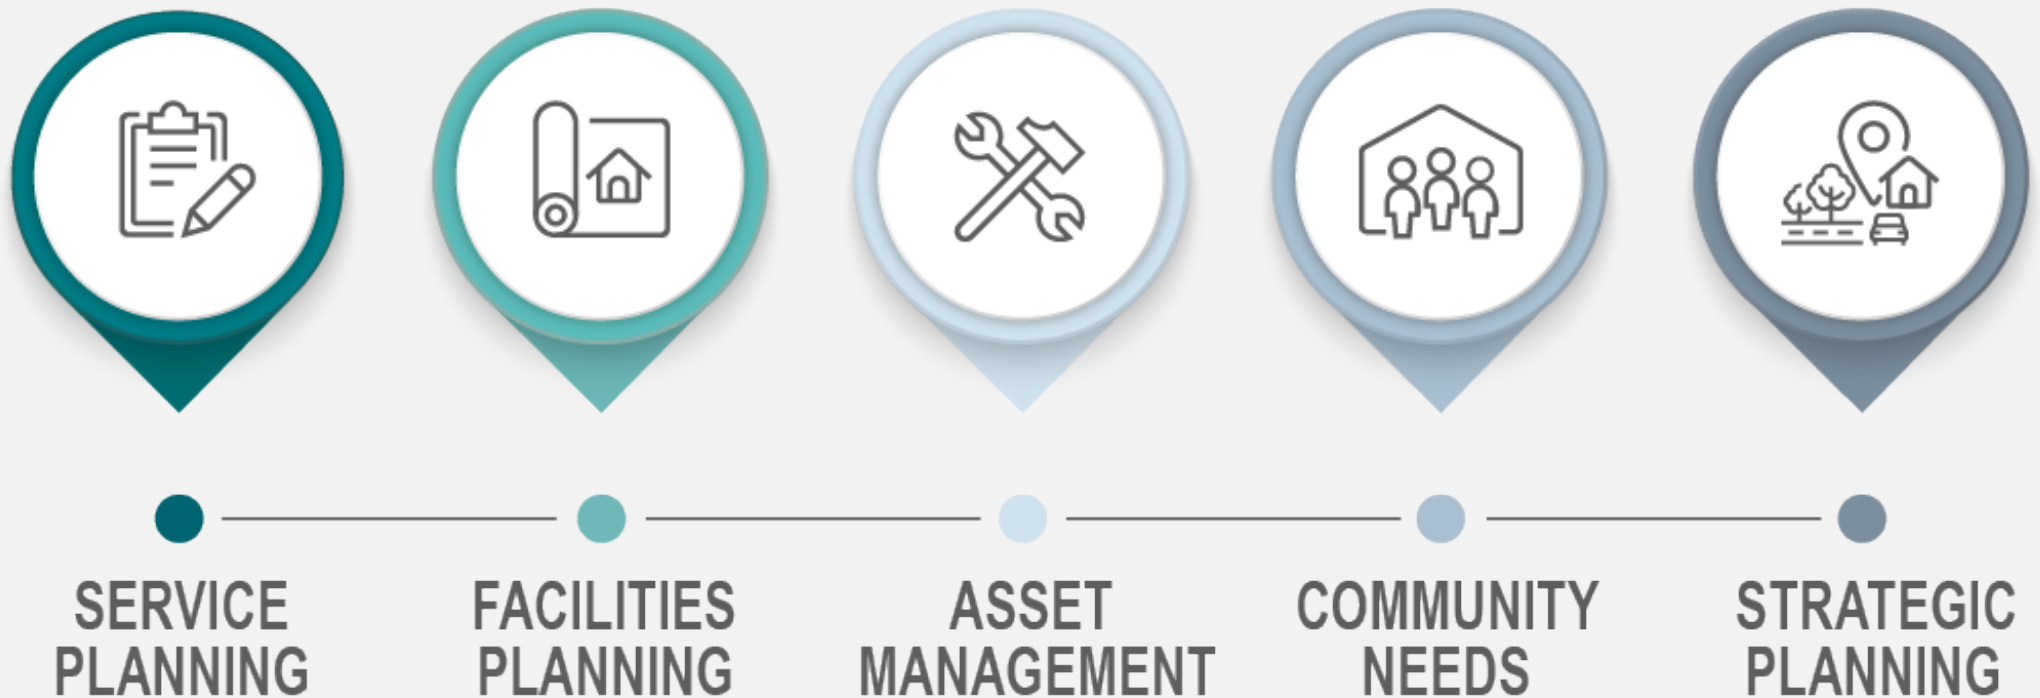 SERVICE
PLANNING
FACILITIES
PLANNING
ASSET
MANAGEMENT
COMMUNITY
NEEDS
STRATEGIC
PLANNING